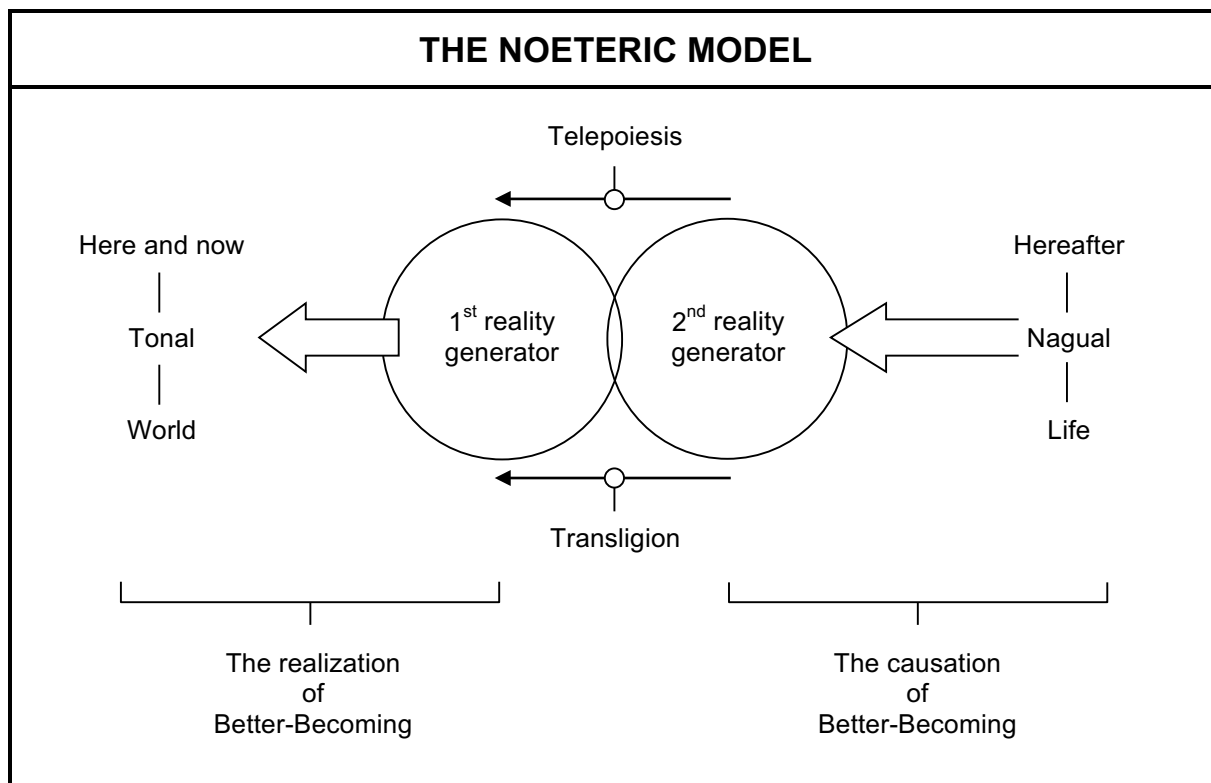 THE NOETERIC MODEL
Telepoiesis
Here and now
Tonal
World
1st reality
generator
2nd reality
generator
Hereafter
Nagual
Life
Transligion
The realization
of
Better-Becoming
The causation
of
Better-Becoming